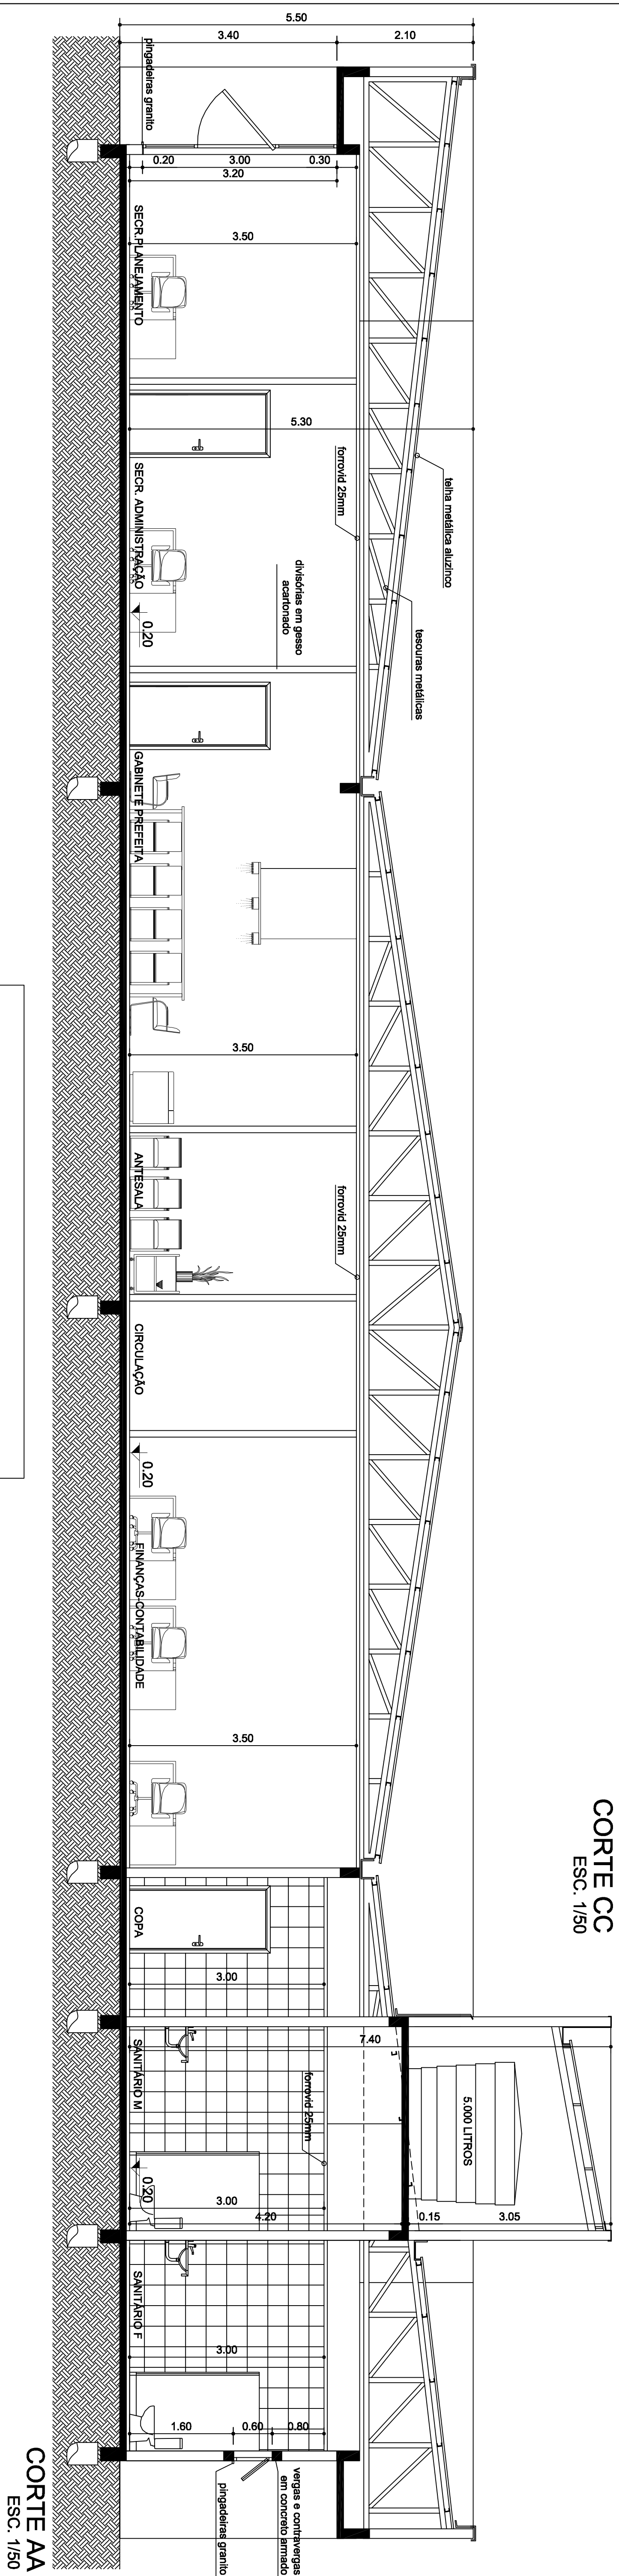 5.50
3.40
2.10
pingadeiras granito
0.20
3.00
0.30
3.20
SECR.PLANEJAMENTO
3.50
5.30
telha metálica aluzinco
forrovid 25mm
SECR. ADMINISTRAÇÃO
0.20
divisórias em gesso
acartonado
tesouras metálicas
GABINETE PREFEITA
3.50
ANTESALA
forrovid 25mm
CIRCULAÇÃO
0.20
FINANÇAS-CONTABILIDADE
3.50
CORTE CC
ESC. 1/50
COPA
3.00
7.40
SANITÁRIO M
forrovid 25mm
5.000 LITROS
0.20
3.00
4.20
0.15
3.05
SANITÁRIO F
3.00
1.60
0.60
0.80
vergas e contravergas
em concreto armado
pingadeiras granito
CORTE AA
ESC. 1/50